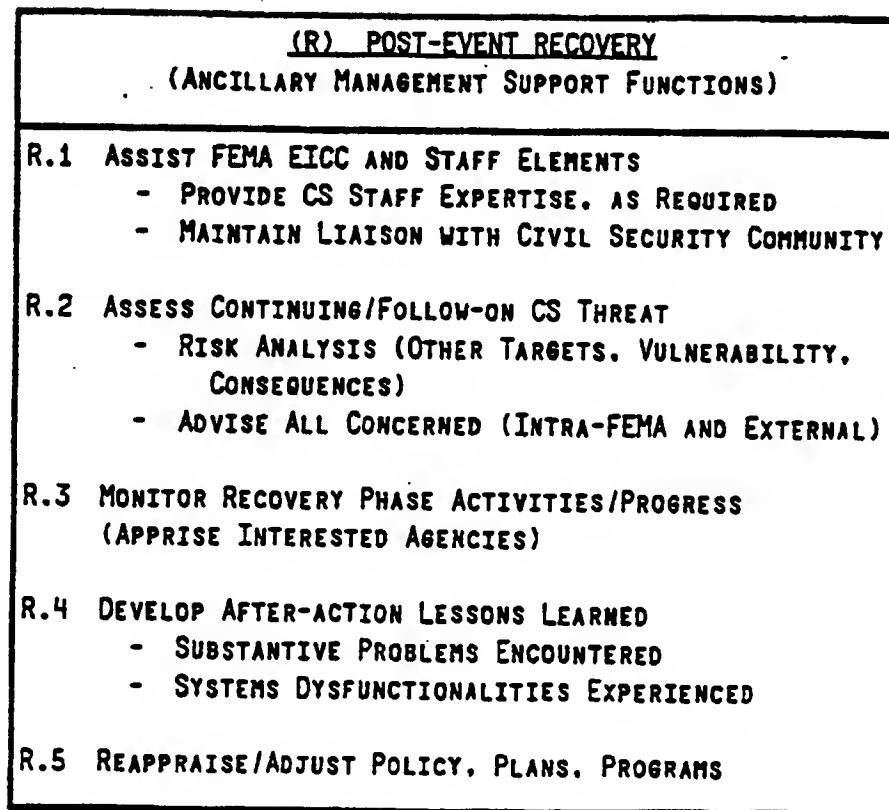 (R) POST-EVENT RECOVERY
(ANCILLARY MANAGEMENT SUPPORT FUNCTIONS)
R.1 ASSIST FEMA EICC AND STAFF ELEMENTS
- PROVIDE CS STAFF EXPERTISE, AS REQUIRED
- MAINTAIN LIAISON WITH CIVIL SECURITY COMMUNITY
R.2 ASSESS CONTINUING/FOLLOW-ON CS THREAT
- RISK ANALYSIS (OTHER TARGETS, VULNERABILITY,
CONSEQUENCES)
- ADVISE ALL CONCERNED (INTRA-FEMA AND EXTERNAL)
R.3 MONITOR RECOVERY PHASE ACTIVITIES/PROGRESS
(APPRISE INTERESTED AGENCIES)
R.4 DEVELOP AFTER-ACTION LESSONS LEARNED
- SUBSTANTIVE PROBLEMS ENCOUNTERED
- SYSTEMS DYSFUNCTIONALITIES EXPERIENCED
R.5 REAPPRAISE/ADJUST POLICY, PLANS, PROGRAMS